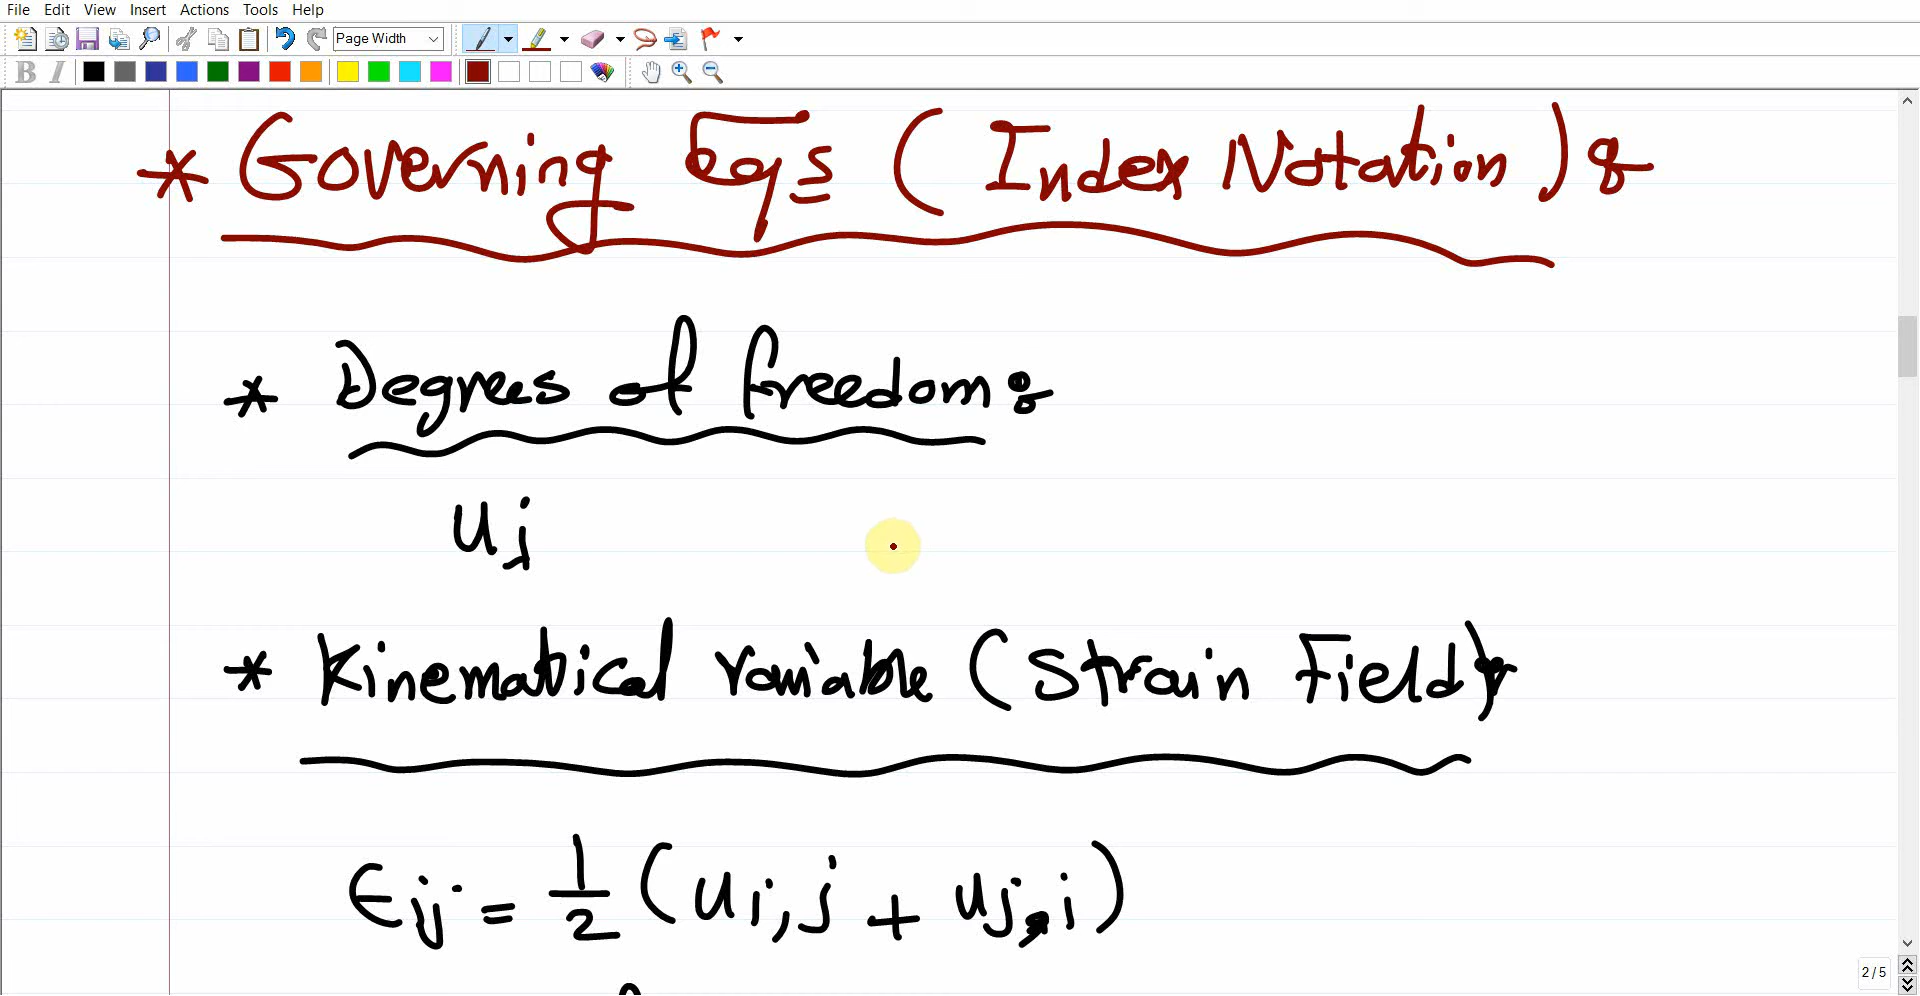 File Edit View Insert Actions Tools Help
Page Width
B I
* Governing Eqs (Index Notation):
* Degrees of freedom:
uj
* Kinematical variable (Strain Field):
ϵij = 1/2 (ui,j + uj,i)
2 / 5